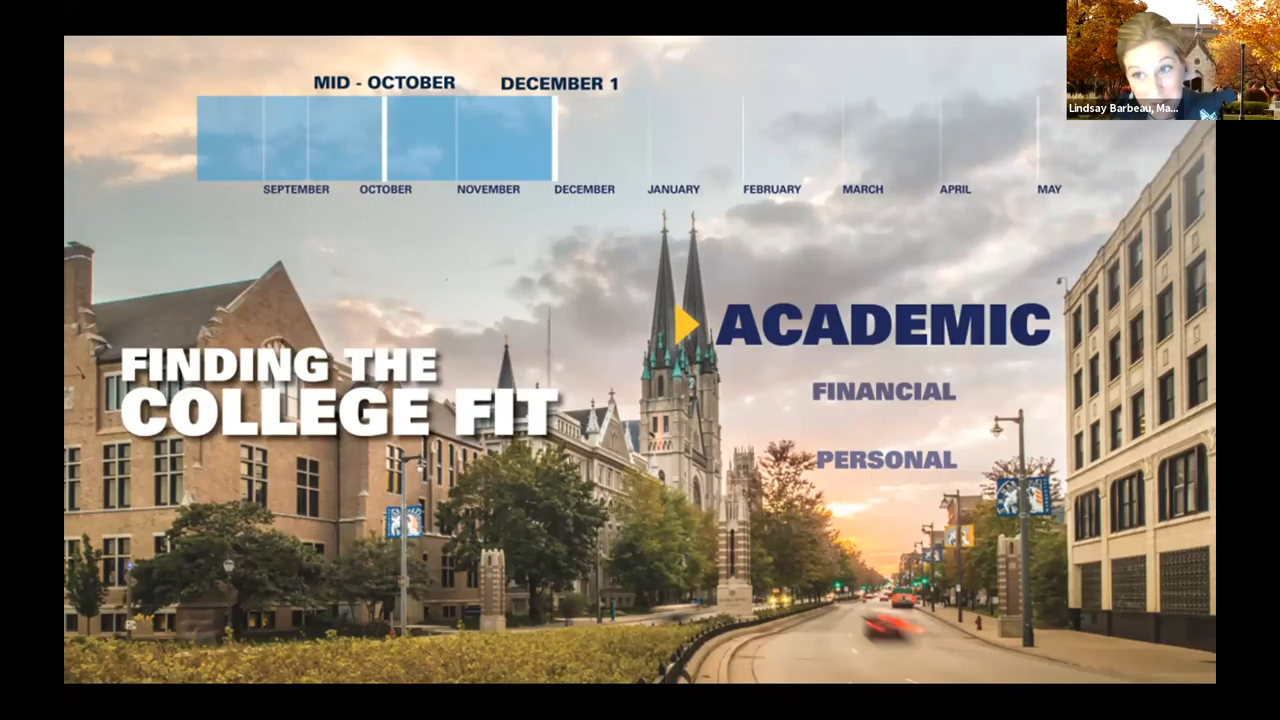 Lindsay Barbeau, Ma...
MID - OCTOBER
DECEMBER 1
SEPTEMBER
OCTOBER
NOVEMBER
DECEMBER
JANUARY
FEBRUARY
MARCH
APRIL
MAY
FINDING THE
COLLEGE FIT
ACADEMIC
FINANCIAL
PERSONAL